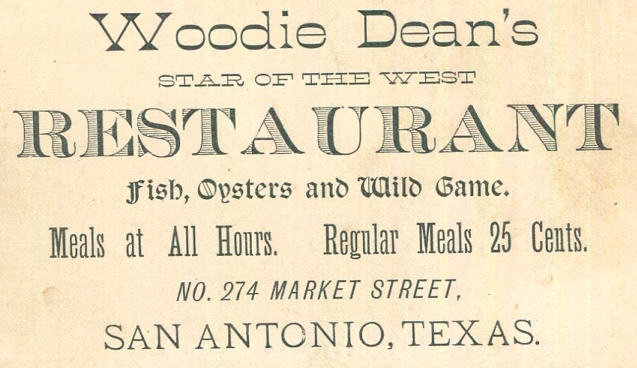 Woodie Dean's
STAR OF THE WEST
RESTAURANT
Fish, Oysters and Wild Game.
Meals at All Hours. Regular Meals 25 Cents.
NO. 274 MARKET STREET,
SAN ANTONIO, TEXAS.